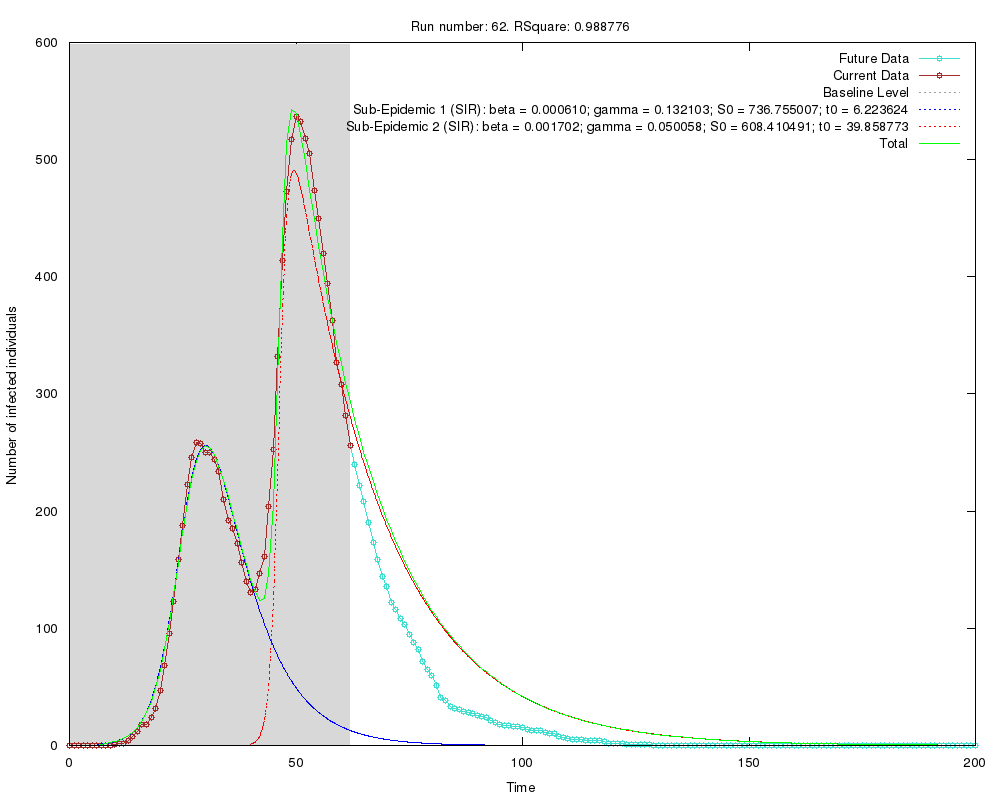 Run number: 62. RSquare: 0.988776
600
500
400
300
200
100
0
Number of infected individuals
Future Data
Current Data
Baseline Level
Sub-Epidemic 1 (SIR): beta = 0.000610; gamma = 0.132103; S0 = 736.755007; t0 = 6.223624
Sub-Epidemic 2 (SIR): beta = 0.001702; gamma = 0.050058; S0 = 608.410491; t0 = 39.858773
Total
0 50 100 150 200
Time